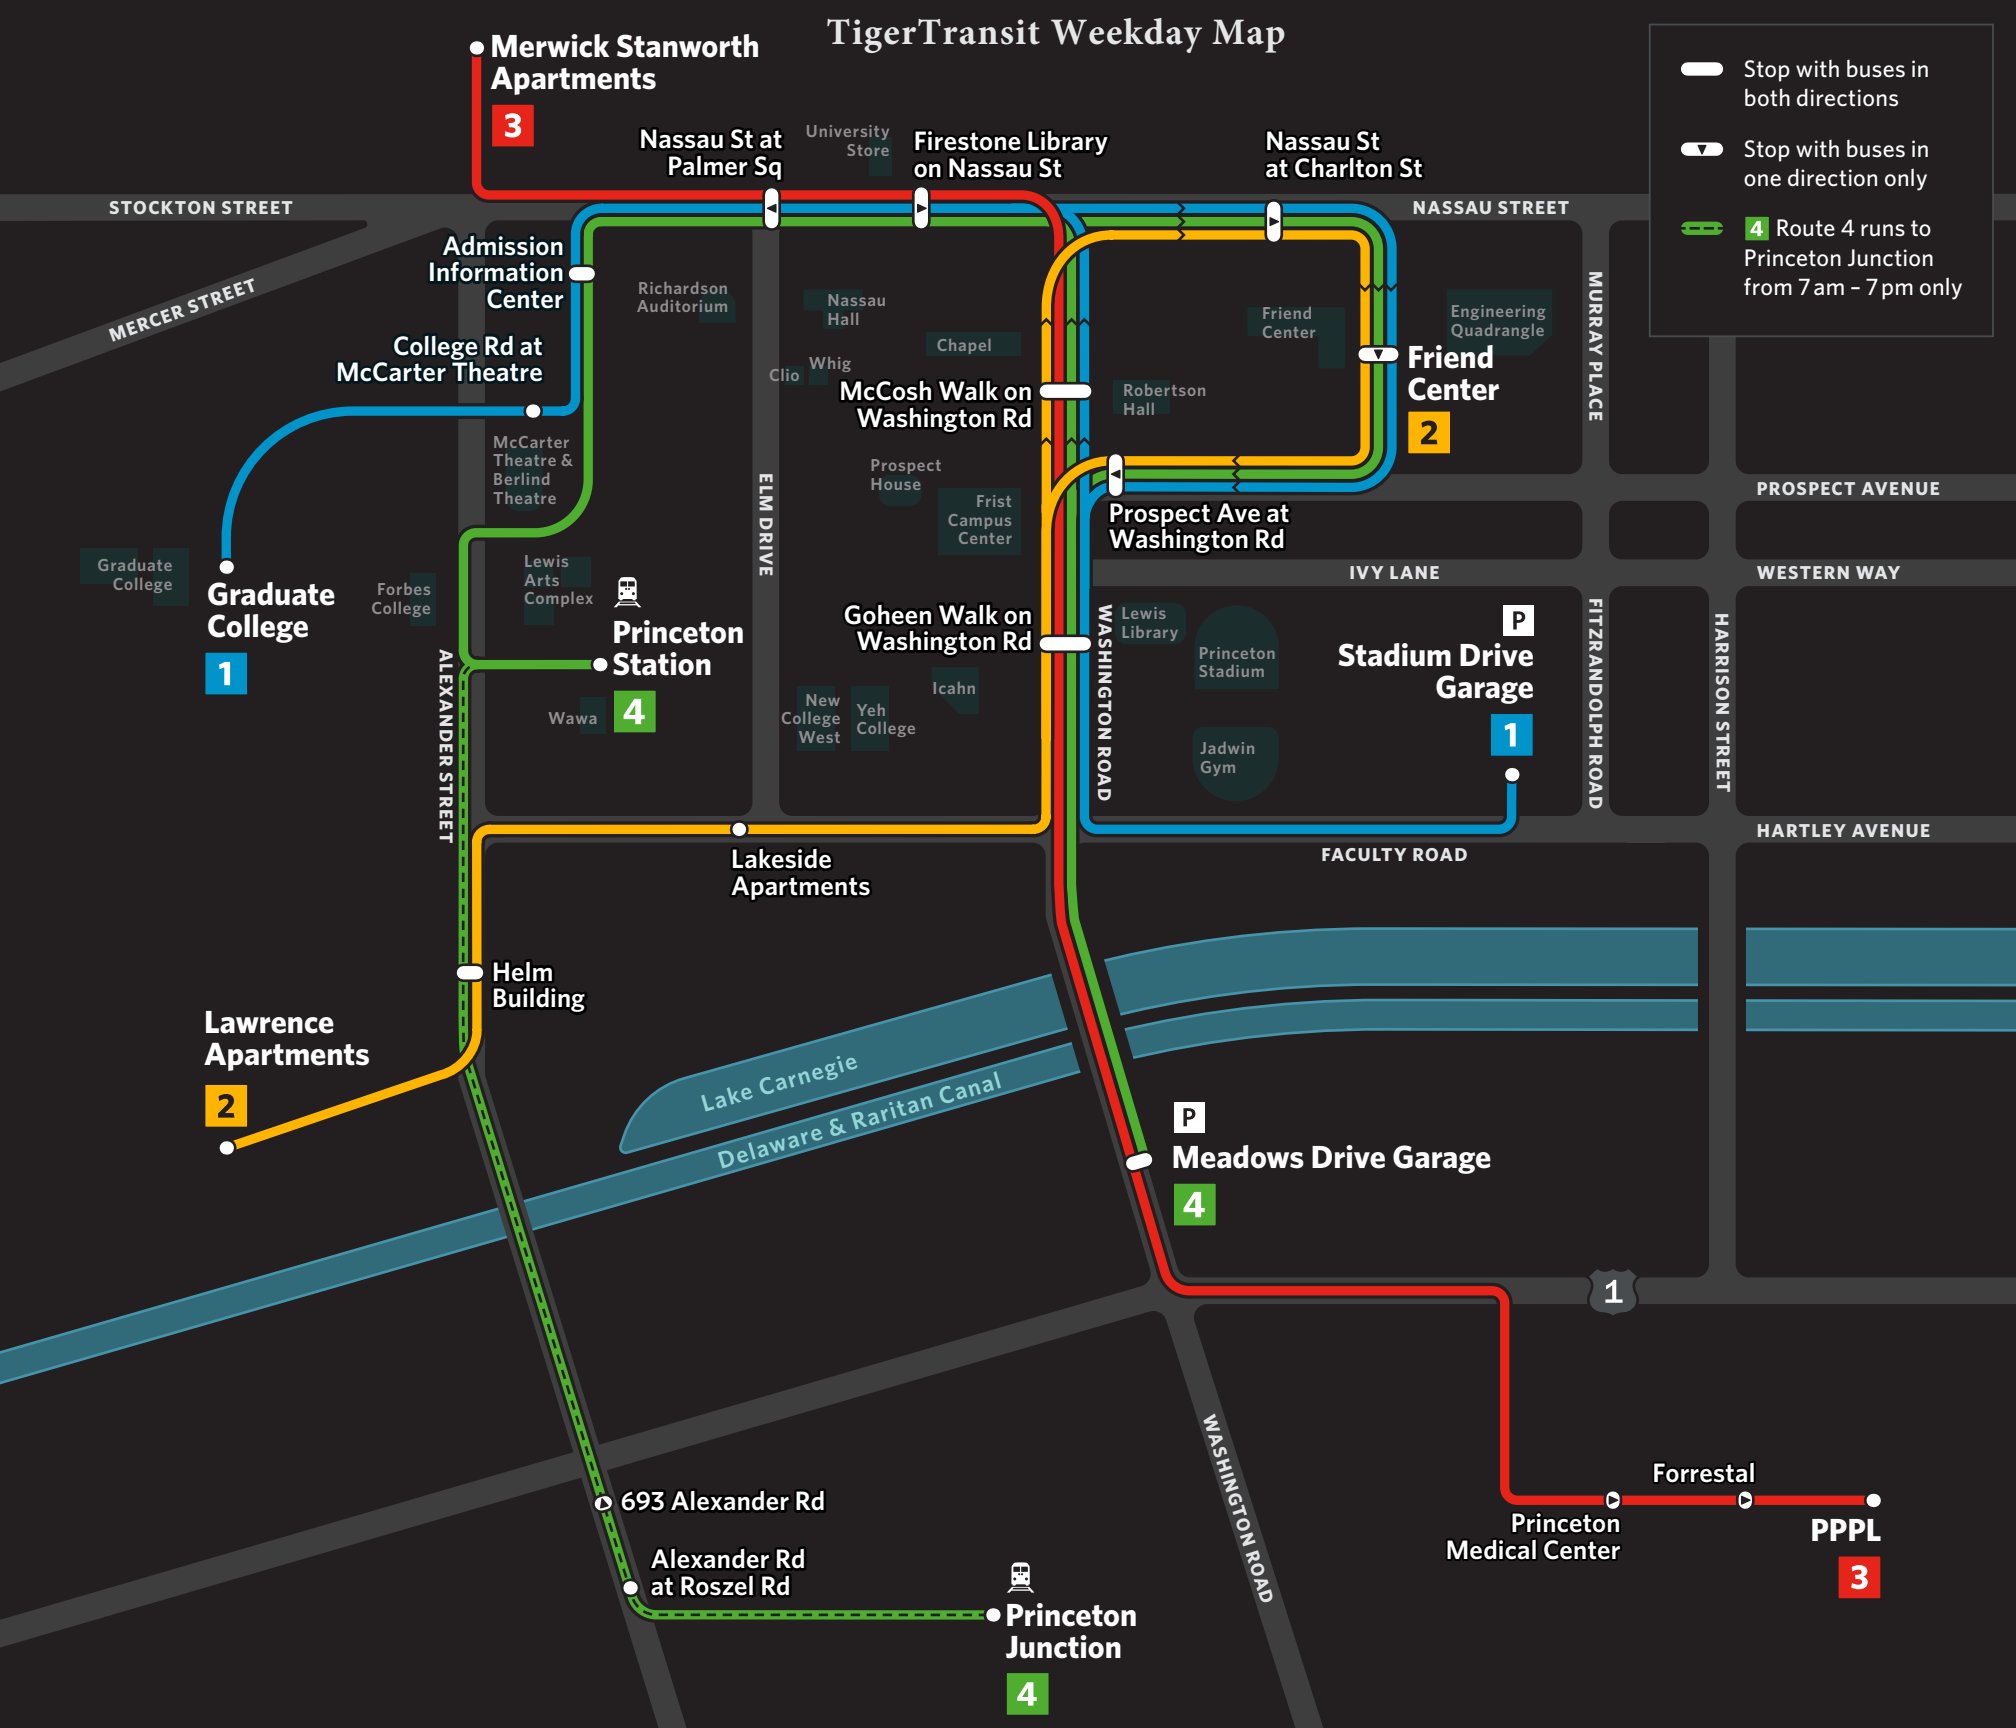 TigerTransit Weekday Map
Stop with buses in
both directions
Stop with buses in
one direction only
4 Route 4 runs to
Princeton Junction
from 7 am – 7 pm only
Merwick Stanworth
Apartments
3
Nassau St at
Palmer Sq
University
Store
Firestone Library
on Nassau St
Nassau St
at Charlton St
STOCKTON STREET
NASSAU STREET
MERCER STREET
Admission
Information
Center
College Rd at
McCarter Theatre
Richardson
Auditorium
Nassau
Hall
Chapel
Whig
Clio
Friend
Center
Engineering
Quadrangle
MURRAY PLACE
Friend
Center
2
McCosh Walk on
Washington Rd
Robertson
Hall
McCarter
Theatre &
Berlind
Theatre
Prospect
House
Frist
Campus
Center
ELM DRIVE
Prospect Ave at
Washington Rd
PROSPECT AVENUE
IVY LANE
WESTERN WAY
Graduate
College
Graduate
College
1
Forbes
College
Lewis
Arts
Complex
Princeton
Station
4
Wawa
ALEXANDER STREET
Goheen Walk on
Washington Rd
WASHINGTON ROAD
Lewis
Library
Princeton
Stadium
Jadwin
Gym
P
Stadium Drive
Garage
1
FITZRANDOLPH ROAD
HARRISON STREET
New
College
West
Yeh
College
Icahn
HARTLEY AVENUE
FACULTY ROAD
Lakeside
Apartments
Helm
Building
Lawrence
Apartments
2
Lake Carnegie
Delaware & Raritan Canal
P
Meadows Drive Garage
4
1
WASHINGTON ROAD
693 Alexander Rd
Alexander Rd
at Roszel Rd
Princeton
Junction
4
Forrestal
Princeton
Medical Center
PPPL
3